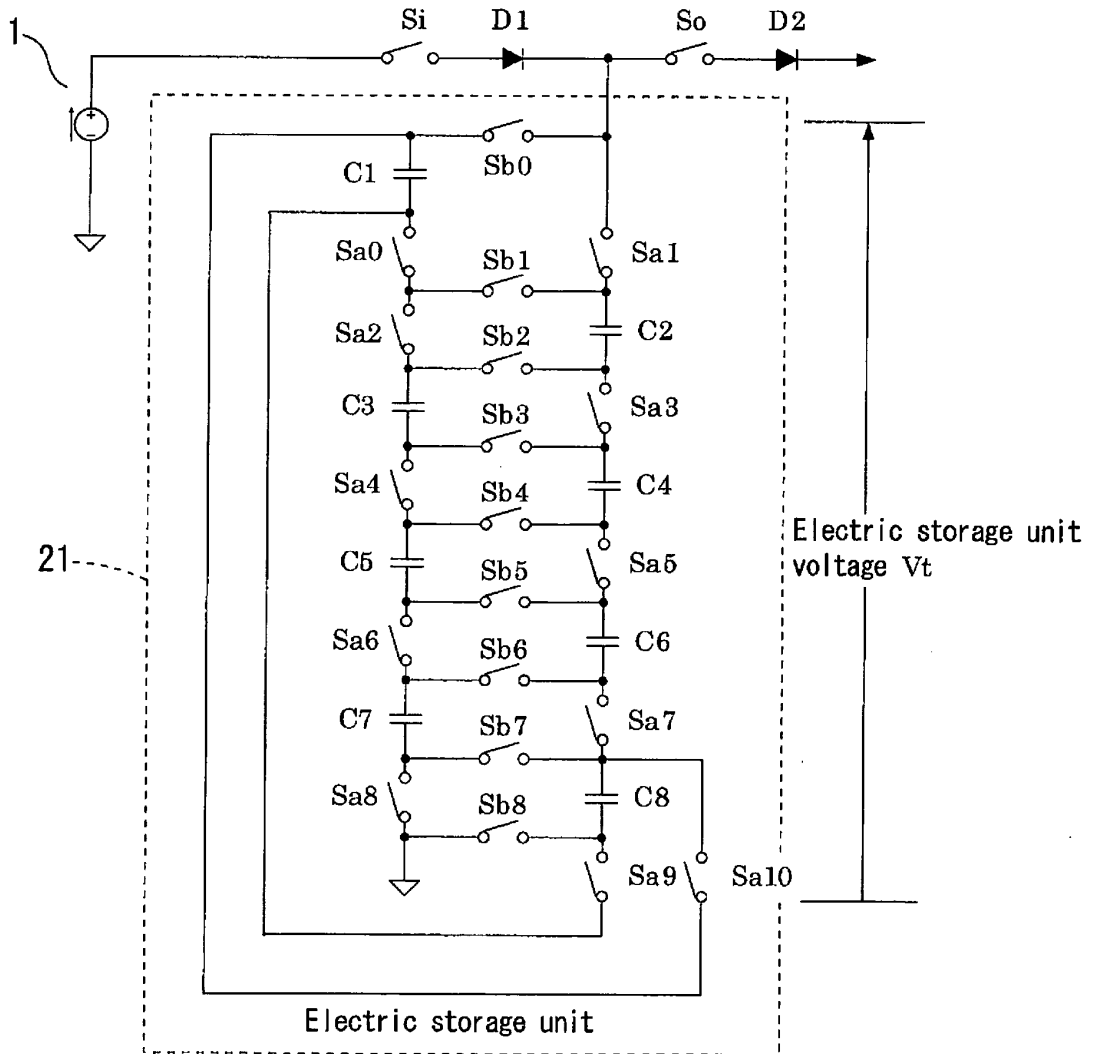 1
Si
D1
So
D2
+
−
Sb0
C1
Sa0
Sb1
Sa1
Sa2
Sb2
C2
C3
Sb3
Sa3
Sa4
Sb4
C4
Electric storage unit
voltage Vt
21
C5
Sb5
Sa5
Sa6
Sb6
C6
C7
Sb7
Sa7
Sa8
Sb8
C8
Sa9
Sa10
Electric storage unit